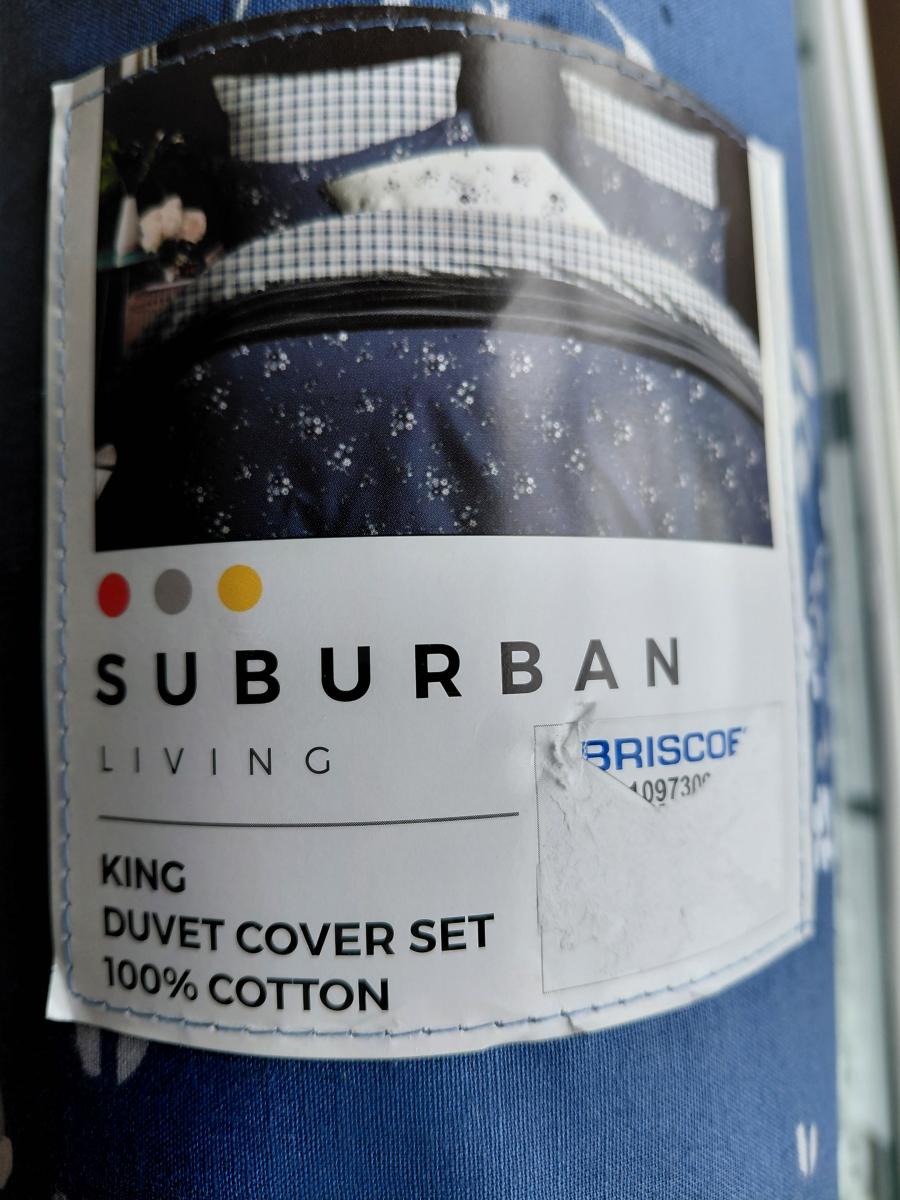 SUBURBAN
LIVING
BRISCOE
KING
DUVET COVER SET
100% COTTON